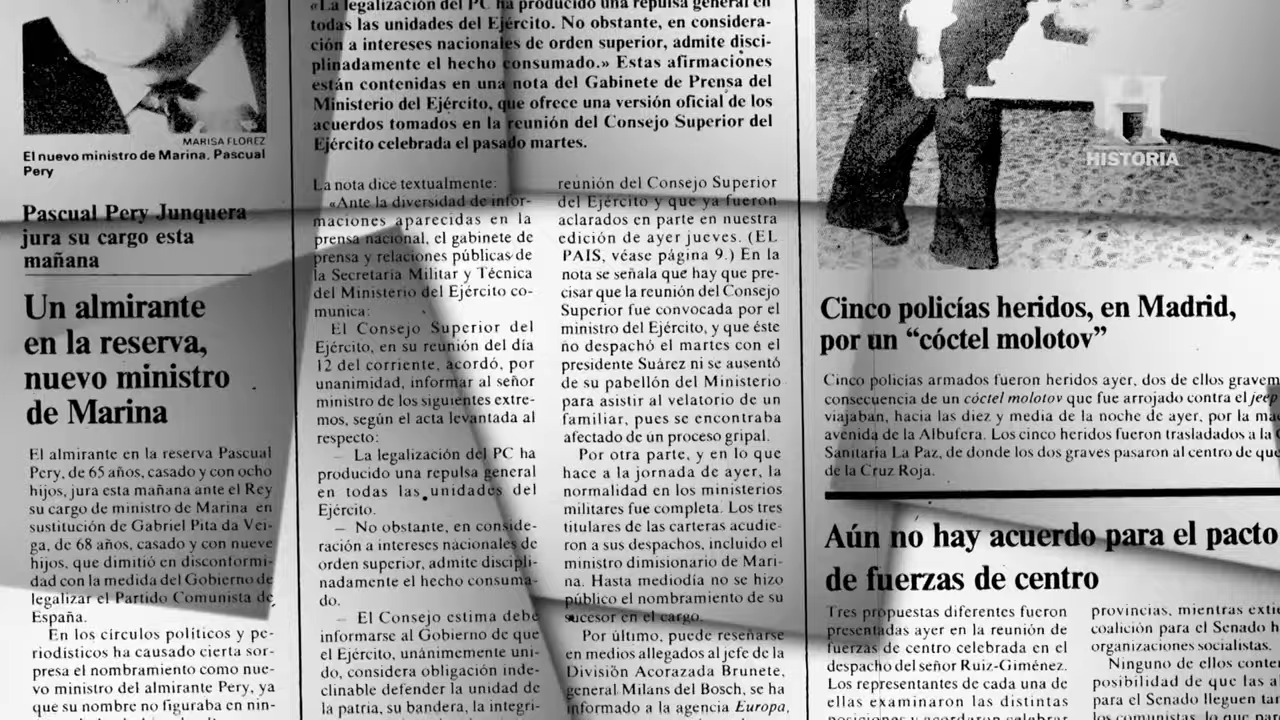 MARISA FLOREZ
El nuevo ministro de Marina. Pascual
Pery
Pascual Pery Junquera
jura su cargo esta
mañana
Un almirante
en la reserva,
nuevo ministro
de Marina
El almirante en la reserva Pascual
Pery, de 65 años, casado y con ocho
hijos, jura esta mañana ante el Rey
su cargo de ministro de Marina en
sustitución de Gabriel Pita da Vei-
ga, de 68 años, casado y con nueve
hijos, que dimitió en disconformi-
dad con la medida del Gobierno de
legalizar el Partido Comunista de
España.
En los círculos políticos y pe-
riodísticos ha causado cierta sor-
presa el nombramiento como nue-
vo ministro del almirante Pery, ya
que su nombre no figuraba en nin-
«La legalización del PC ha producido una repulsa general en
todas las unidades del Ejército. No obstante, en considera-
ción a intereses nacionales de orden superior, admite disci-
plinadamente el hecho consumado.» Estas afirmaciones
están contenidas en una nota del Gabinete de Prensa del
Ministerio del Ejército, que ofrece una versión oficial de los
acuerdos tomados en la reunión del Consejo Superior del
Ejército celebrada el pasado martes.
La nota dice textualmente:
«Ante la diversidad de infor-
maciones aparecidas en la
prensa nacional, el gabinete de
prensa y relaciones públicas de
la Secretaría Militar y Técnica
del Ministerio del Ejército co-
munica:
El Consejo Superior del
Ejército, en su reunión del día
12 del corriente, acordó, por
unanimidad, informar al señor
ministro de los siguientes extre-
mos, según el acta levantada al
respecto:
— La legalización del PC ha
producido una repulsa general
en todas las unidades del
Ejército.
— No obstante, en conside-
ración a intereses nacionales de
orden superior, admite discipli-
nadamente el hecho consuma-
do.
— El Consejo estima debe
informarse al Gobierno de que
el Ejército, unánimemente uni-
do, considera obligación inde-
clinable defender la unidad de
la patria, su bandera, la integri-
reunión del Consejo Superior
del Ejército y que ya fueron
aclarados en parte en nuestra
edición de ayer jueves. (EL
PAIS, véase página 9.) En la
nota se señala que hay que pre-
cisar que la reunión del Consejo
Superior fue convocada por el
ministro del Ejército, y que éste
no despachó el martes con el
presidente Suárez ni se ausentó
de su pabellón del Ministerio
para asistir al velatorio de un
familiar, pues se encontraba
afectado de un proceso gripal.
Por otra parte, y en lo que
hace a la jornada de ayer, la
normalidad en los ministerios
militares fue completa. Los tres
titulares de las carteras acudie-
ron a sus despachos, incluido el
ministro dimisionario de Mari-
na. Hasta mediodía no se hizo
público el nombramiento de su
sucesor en el cargo.
Por último, puede reseñarse
en medios allegados al jefe de la
División Acorazada Brunete,
general Milans del Bosch, se ha
informado a la agencia Europa,
HISTORIA
Cinco policías heridos, en Madrid,
por un “cóctel molotov”
Cinco policías armados fueron heridos ayer, dos de ellos gravem
consecuencia de un cóctel molotov que fue arrojado contra el jeep
viajaban, hacia las diez y media de la noche de ayer, por la ma
avenida de la Albufera. Los cinco heridos fueron trasladados a la
Sanitaria La Paz, de donde los dos graves pasaron al centro de que
de la Cruz Roja.
Aún no hay acuerdo para el pacto
de fuerzas de centro
Tres propuestas diferentes fueron
presentadas ayer en la reunión de
fuerzas de centro celebrada en el
despacho del señor Ruiz-Giménez.
Los representantes de cada una de
ellas examinaron las distintas
posiciones y acordaron celebrar
provincias, mientras exti
coalición para el Senado h
organizaciones socialistas.
Ninguno de ellos conte
posibilidad de que las al
para el Senado lleguen tan
los comunistas, lo que